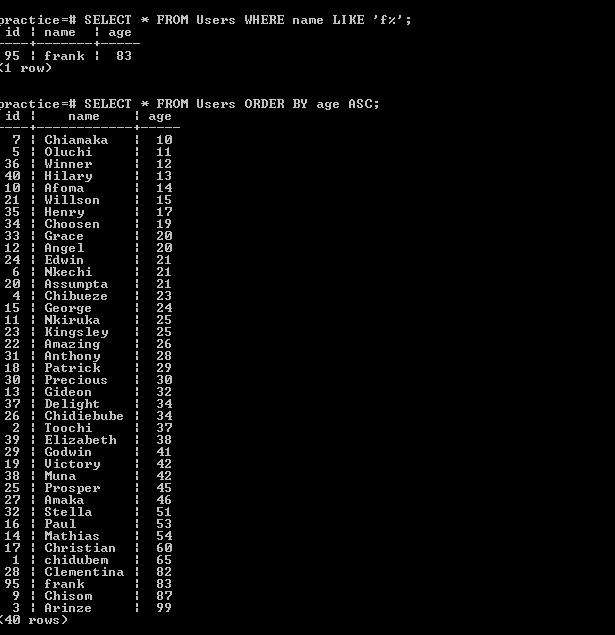 practice=# SELECT * FROM Users WHERE name LIKE 'f%';
 id ¦ name  ¦ age
----+-------+-----
 95 ¦ frank ¦  83
(1 row)
practice=# SELECT * FROM Users ORDER BY age ASC;
 id ¦    name    ¦ age
----+------------+-----
  7 ¦ Chiamaka   ¦  10
  5 ¦ Oluchi     ¦  11
 36 ¦ Winner     ¦  12
 40 ¦ Hilary     ¦  13
 10 ¦ Afoma      ¦  14
 21 ¦ Willson    ¦  15
 35 ¦ Henry      ¦  17
 34 ¦ Choosen    ¦  19
 33 ¦ Grace      ¦  20
 12 ¦ Angel      ¦  20
 24 ¦ Edwin      ¦  21
  6 ¦ Nkechi     ¦  21
 20 ¦ Assumpta   ¦  21
  4 ¦ Chibueze   ¦  23
 15 ¦ George     ¦  24
 11 ¦ Nkiruka    ¦  25
 23 ¦ Kingsley   ¦  25
 22 ¦ Amazing    ¦  26
 31 ¦ Anthony    ¦  28
 18 ¦ Patrick    ¦  29
 30 ¦ Precious   ¦  30
 13 ¦ Gideon     ¦  32
 37 ¦ Delight    ¦  34
 26 ¦ Chidiebube ¦  34
  2 ¦ Toochi     ¦  37
 39 ¦ Elizabeth  ¦  38
 29 ¦ Godwin     ¦  41
 19 ¦ Victory    ¦  42
 38 ¦ Muna       ¦  42
 25 ¦ Prosper    ¦  45
 27 ¦ Amaka      ¦  46
 32 ¦ Stella     ¦  51
 16 ¦ Paul       ¦  53
 14 ¦ Mathias    ¦  54
 17 ¦ Christian  ¦  60
  1 ¦ chidubem   ¦  65
 28 ¦ Clementina ¦  82
 95 ¦ frank      ¦  83
  9 ¦ Chisom     ¦  87
  3 ¦ Arinze     ¦  99
(40 rows)